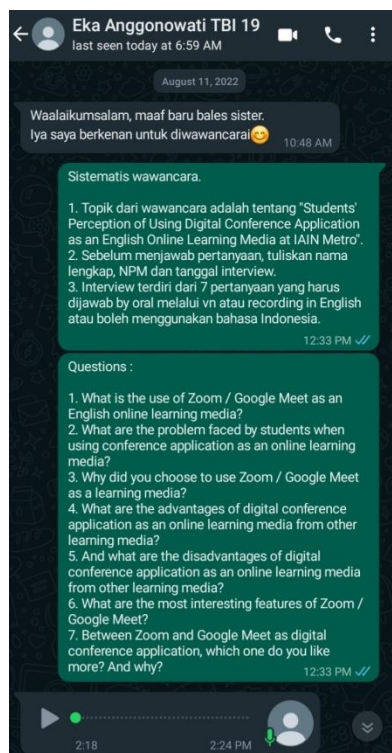 Eka Anggonowati TBI 19
last seen today at 6:59 AM
August 11, 2022
Waalaikumsalam, maaf baru bales sister.
Iya saya berkenan untuk diwawancarai😊
10:48 AM
Sistematis wawancara.
1. Topik dari wawancara adalah tentang "Students'
Perception of Using Digital Conference Application
as an English Online Learning Media at IAIN Metro".
2. Sebelum menjawab pertanyaan, tuliskan nama
lengkap, NPM dan tanggal interview.
3. Interview terdiri dari 7 pertanyaan yang harus
dijawab by oral melalui vn atau recording in English
atau boleh menggunakan bahasa Indonesia.
12:33 PM
Questions :
1. What is the use of Zoom / Google Meet as an
English online learning media?
2. What are the problem faced by students when
using conference application as an online learning
media?
3. Why did you choose to use Zoom / Google Meet
as a learning media?
4. What are the advantages of digital conference
application as an online learning media from other
learning media?
5. And what are the disadvantages of digital
conference application as an online learning media
from other learning media?
6. What are the most interesting features of Zoom /
Google Meet?
7. Between Zoom and Google Meet as digital
conference application, which one do you like
more? And why?
12:33 PM
2:18
2:24 PM